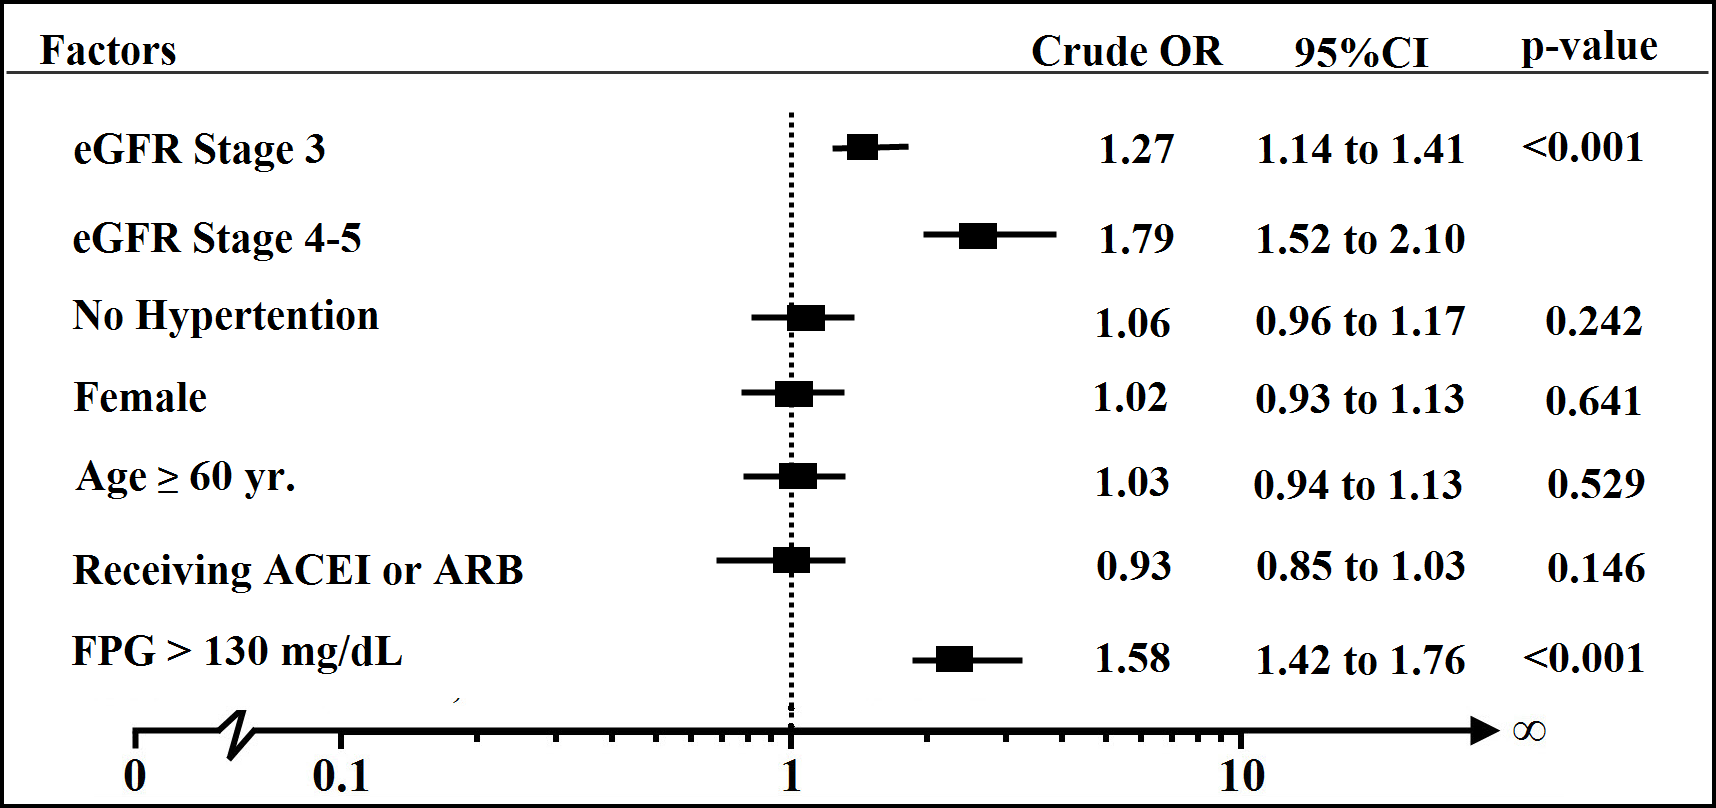 Factors Crude OR 95%CI p-value
eGFR Stage 3 1.27 1.14 to 1.41 <0.001
eGFR Stage 4-5 1.79 1.52 to 2.10
No Hypertention 1.06 0.96 to 1.17 0.242
Female 1.02 0.93 to 1.13 0.641
Age ≥ 60 yr. 1.03 0.94 to 1.13 0.529
Receiving ACEI or ARB 0.93 0.85 to 1.03 0.146
FPG > 130 mg/dL 1.58 1.42 to 1.76 <0.001
∞
0 0.1 1 10